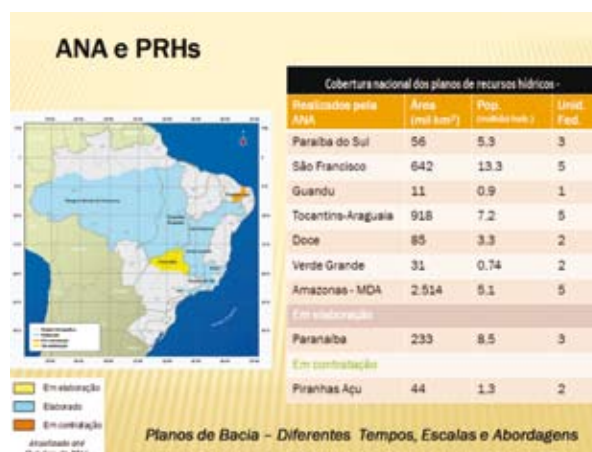 ANA e PRHs
Cobertura nacional dos planos de recursos hídricos -
Realizados pela ANA Área (mil km²) Pop. (milhão hab.) Unid. Fed.
Paraíba do Sul 56 5.3 3
São Francisco 642 13.3 5
Guandu 11 0.9 1
Tocantins-Araguaia 918 7.2 5
Doce 85 3.3 2
Verde Grande 31 0.74 2
Amazonas - MDA 2.514 5.1 5
Em elaboração
Paranaíba 233 8,5 3
Em contratação
Piranhas Açu 44 1,3 2
Em elaboração
Elaborado
Em contratação
Atualizado até
Planos de Bacia – Diferentes Tempos, Escalas e Abordagens